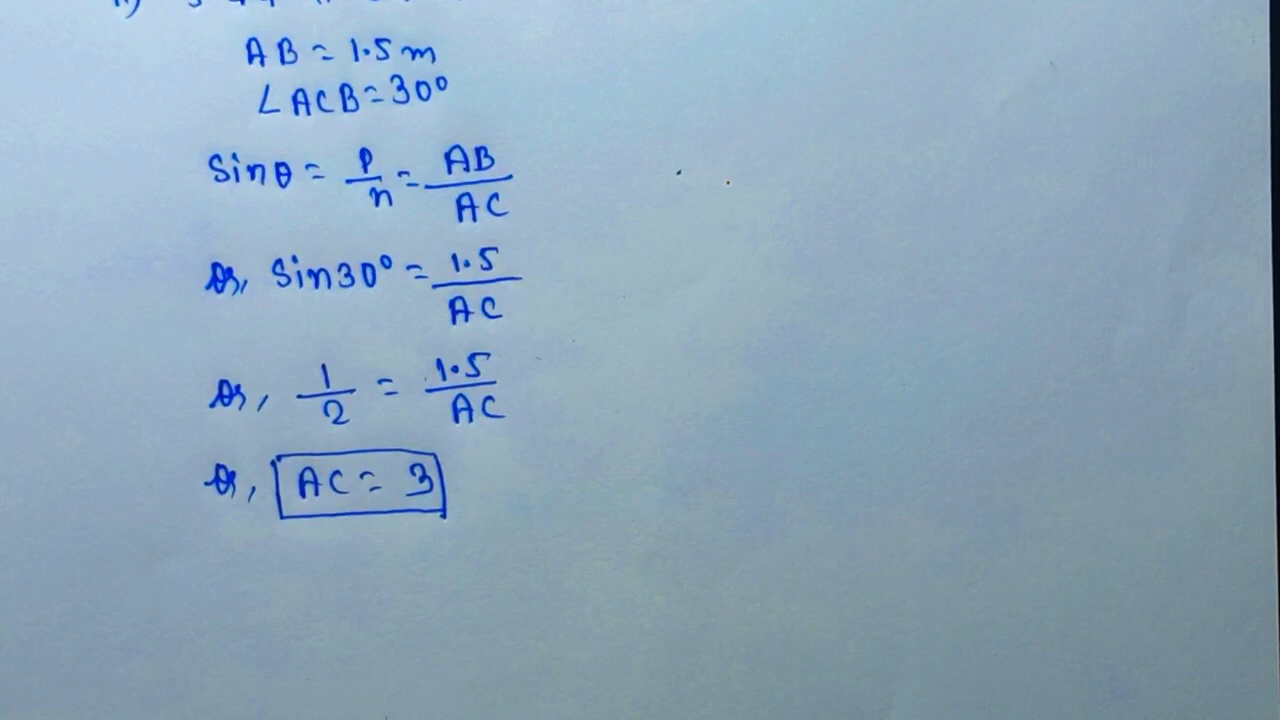 AB = 1.5 m
∠ACB = 30°
Sinθ = P/h = AB/AC
or, Sin30° = 1.5/AC
or, 1/2 = 1.5/AC
or, AC = 3